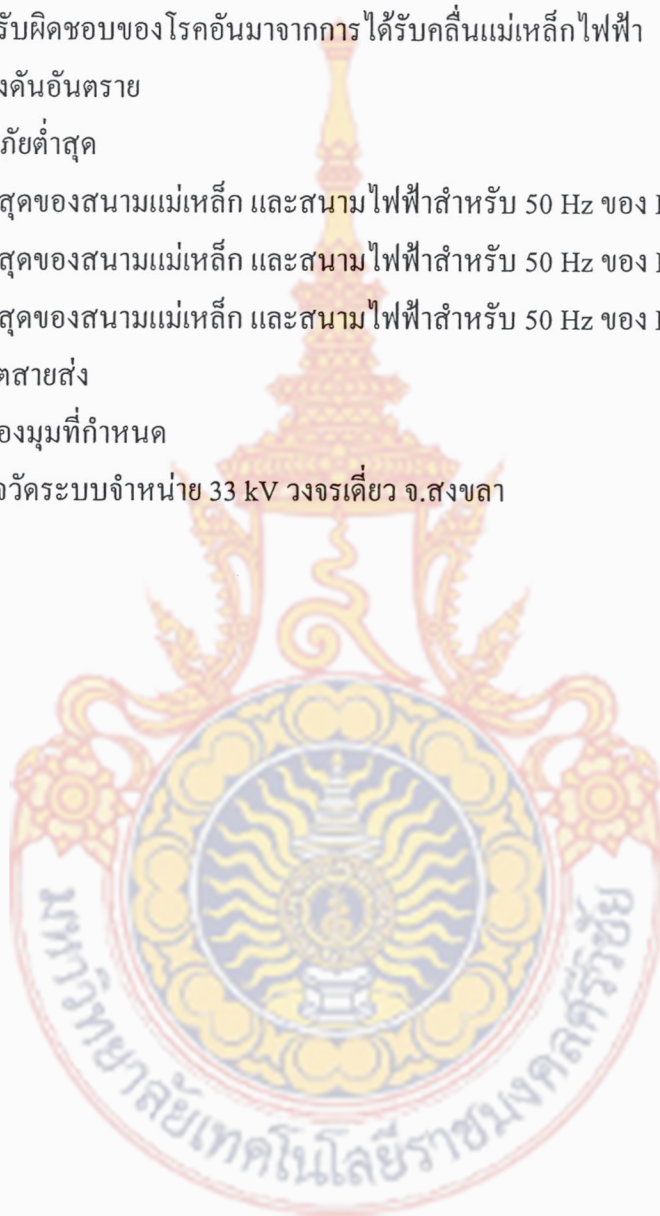 รับผิดชอบของโรคอันมาจากการได้รับคลื่นแม่เหล็กไฟฟ้า
งดันอันตราย
ภัยต่ำสุด
สุดของสนามแม่เหล็ก และสนามไฟฟ้าสำหรับ 50 Hz ของ
สุดของสนามแม่เหล็ก และสนามไฟฟ้าสำหรับ 50 Hz ของ
สุดของสนามแม่เหล็ก และสนามไฟฟ้าสำหรับ 50 Hz ของ
ตสายส่ง
องมุมที่กำหนด
จวัดระบบจำหน่าย 33 kV วงจรเดี่ยว จ.สงขลา
มหาวิทยาลัยเทคโนโลยีราชมงคลศรีวิชัย